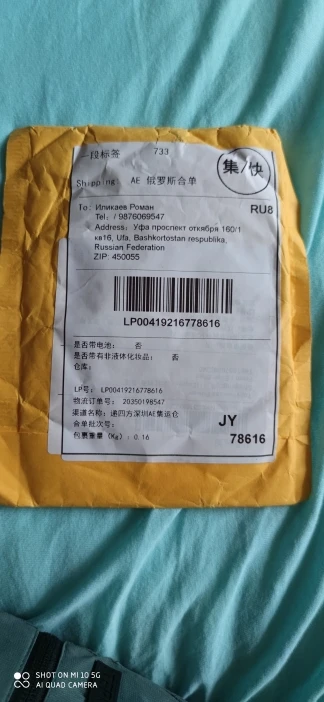 一段标签 733
集/快
Shipping: AE 俄罗斯合单
To: Иликаев Роман RU8
Tel: / 9876069547
Address: Уфа проспект откября 160/1
кв16, Ufa, Bashkortostan respublika,
Russian Federation
ZIP: 450055
LP00419216778616
是否带电池: 否
是否带有非液体化妆品: 否
仓库:
LP号: LP00419216778616
物流订单号: 20350198547
渠道名称: 递四方深圳AE集运仓
合单批次号:
包裹重量 (Kg): 0.16
JY
78616
SHOT ON MI 10 5G
AI QUAD CAMERA